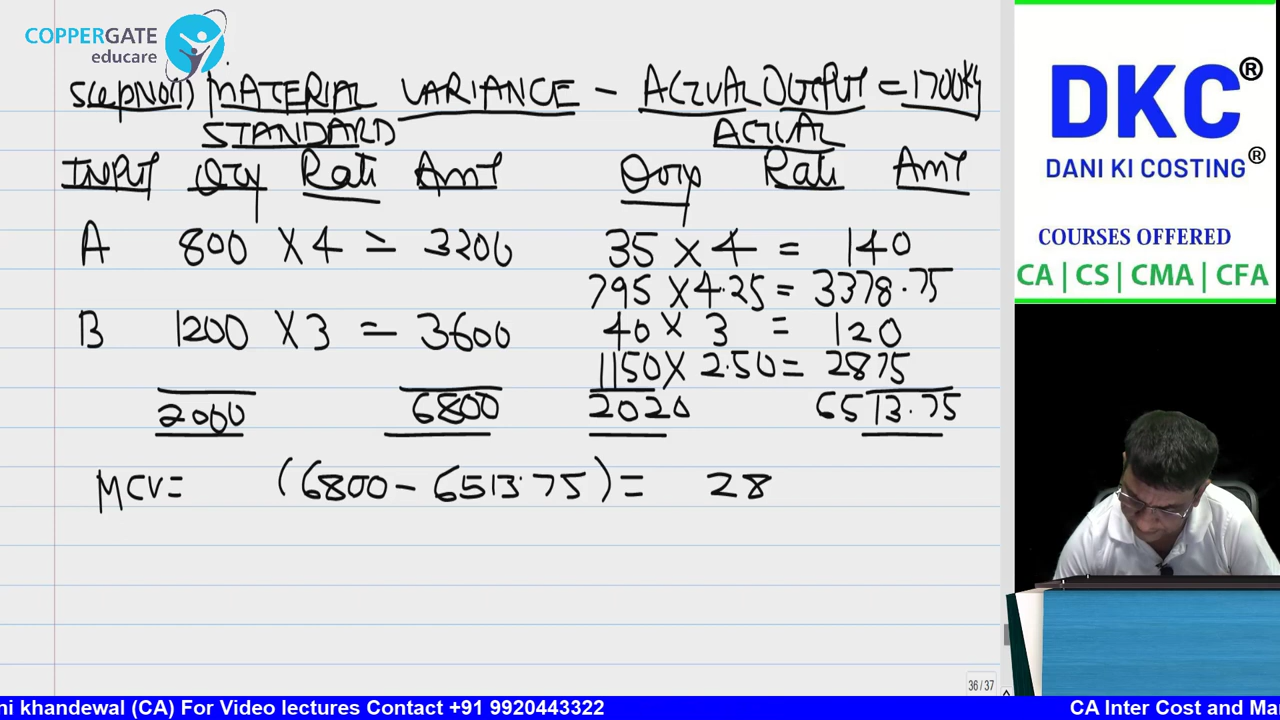 COPPERGATE
educare
Step No(1) MATERIAL VARIANCE - ACTUAL OUTPUT = 1700Kg
STANDARD ACTUAL
INPUT Qty Rate Amt Qty Rate Amt
A 800 X 4 = 3200 35 X 4 = 140
795 X 4.25 = 3378.75
B 1200 X 3 = 3600 40 X 3 = 120
1150 X 2.50 = 2875
2000 6800 2020 6513.75
MCV= (6800 - 6513.75) = 28
36 / 37
DKC®
DANI KI COSTING®
COURSES OFFERED
CA | CS | CMA | CFA
ni khandewal (CA) For Video lectures Contact +91 9920443322 CA Inter Cost and Ma